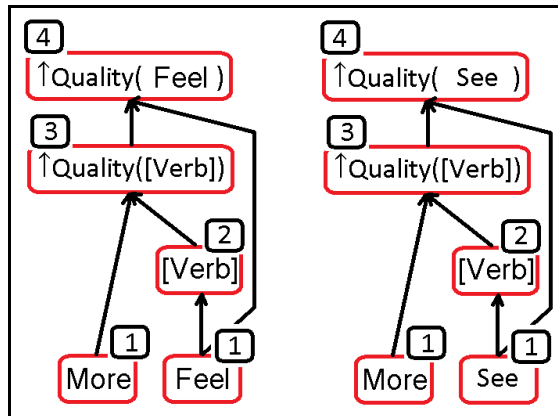 4
↑Quality( Feel )
3
↑Quality([Verb])
2
[Verb]
1
More
1
Feel
4
↑Quality( See )
3
↑Quality([Verb])
2
[Verb]
1
More
1
See